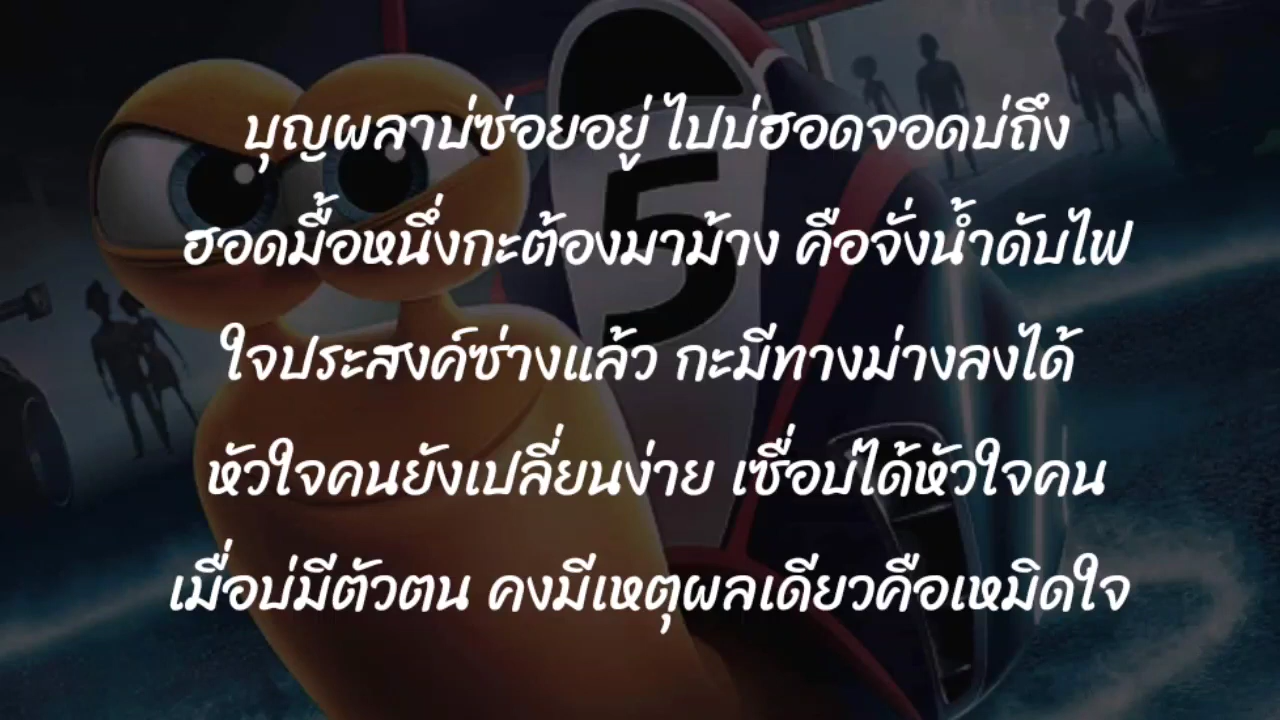 บุญผลาบ่ซ่อยอยู่ ไปบ่ฮอดจอดบ่ถึง
ฮอดมื้อหนึ่งกะต้องมาม้าง คือจั่งน้ำดับไฟ
ใจประสงค์ซ่างแล้ว กะมีทางม่างลงได้
หัวใจคนยังเปลี่ยนง่าย เซื่อบ่ได้หัวใจคน
เมื่อบ่มีตัวตน คงมีเหตุผลเดียวคือเหมิดใจ
5